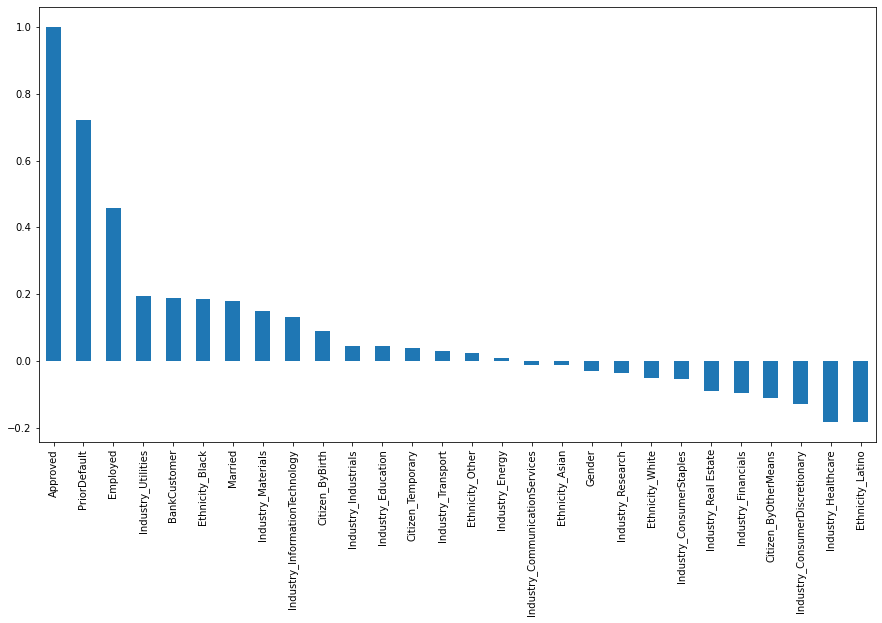 1.0
0.8
0.6
0.4
0.2
0.0
−0.2
Approved
PriorDefault
Employed
Industry_Utilities
BankCustomer
Ethnicity_Black
Married
Industry_Materials
Industry_InformationTechnology
Citizen_ByBirth
Industry_Industrials
Industry_Education
Citizen_Temporary
Industry_Transport
Ethnicity_Other
Industry_Energy
Industry_CommunicationServices
Ethnicity_Asian
Gender
Industry_Research
Ethnicity_White
Industry_ConsumerStaples
Industry_Real Estate
Industry_Financials
Citizen_ByOtherMeans
Industry_ConsumerDiscretionary
Industry_Healthcare
Ethnicity_Latino